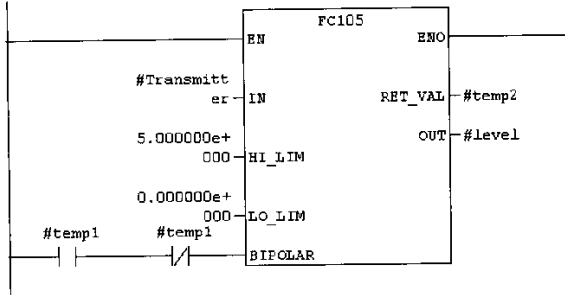 FC105
EN ENO
#Transmitt
er IN RET_VAL #temp2
5.000000e+ OUT #level
000 HI_LIM
0.000000e+
000 LO_LIM
#temp1 #temp1
BIPOLAR